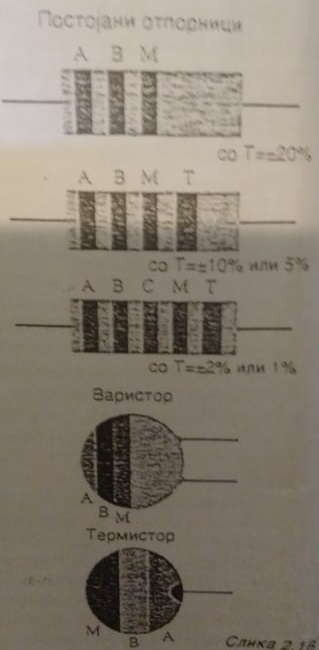 Постојани отпорници
A B M
со T=±20%
A B M T
со T=±10% или 5%
A B C M T
со T=±2% или 1%
Варистор
A
B M
Термистор
M B A
Слика 2.16